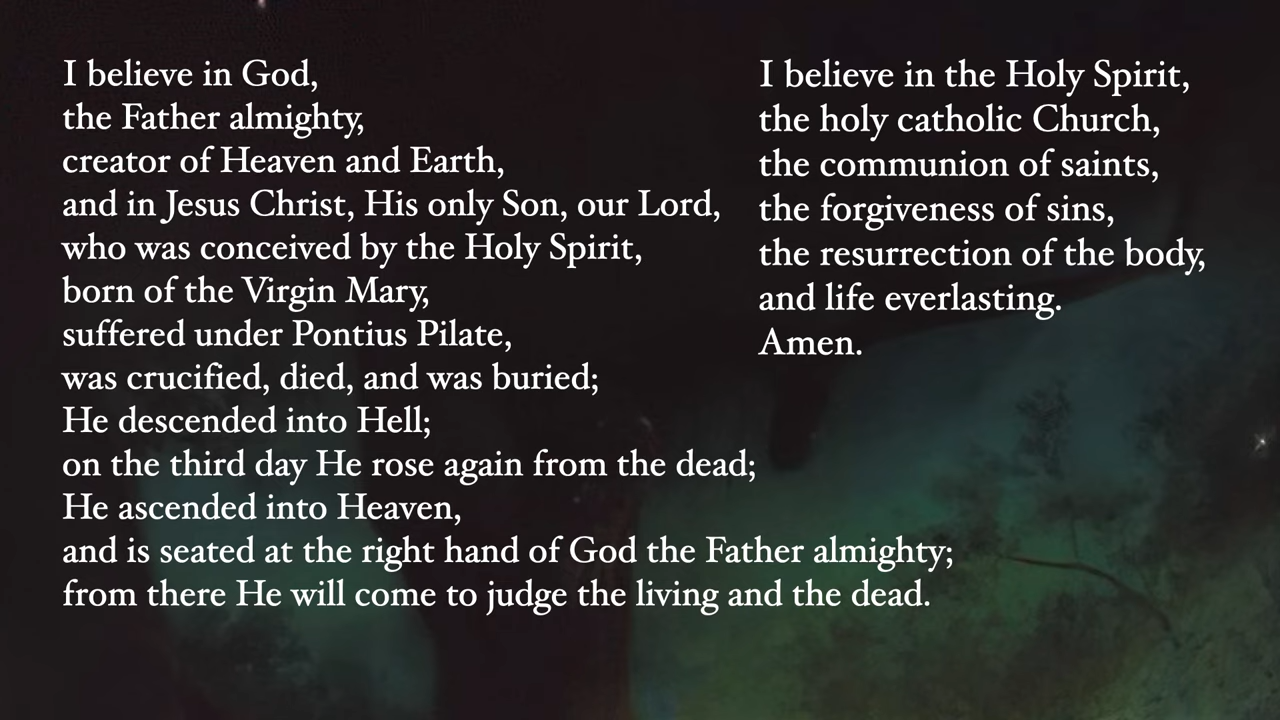 I believe in God,
the Father almighty,
creator of Heaven and Earth,
and in Jesus Christ, His only Son, our Lord,
who was conceived by the Holy Spirit,
born of the Virgin Mary,
suffered under Pontius Pilate,
was crucified, died, and was buried;
He descended into Hell;
on the third day He rose again from the dead;
He ascended into Heaven,
and is seated at the right hand of God the Father almighty;
from there He will come to judge the living and the dead.
I believe in the Holy Spirit,
the holy catholic Church,
the communion of saints,
the forgiveness of sins,
the resurrection of the body,
and life everlasting.
Amen.